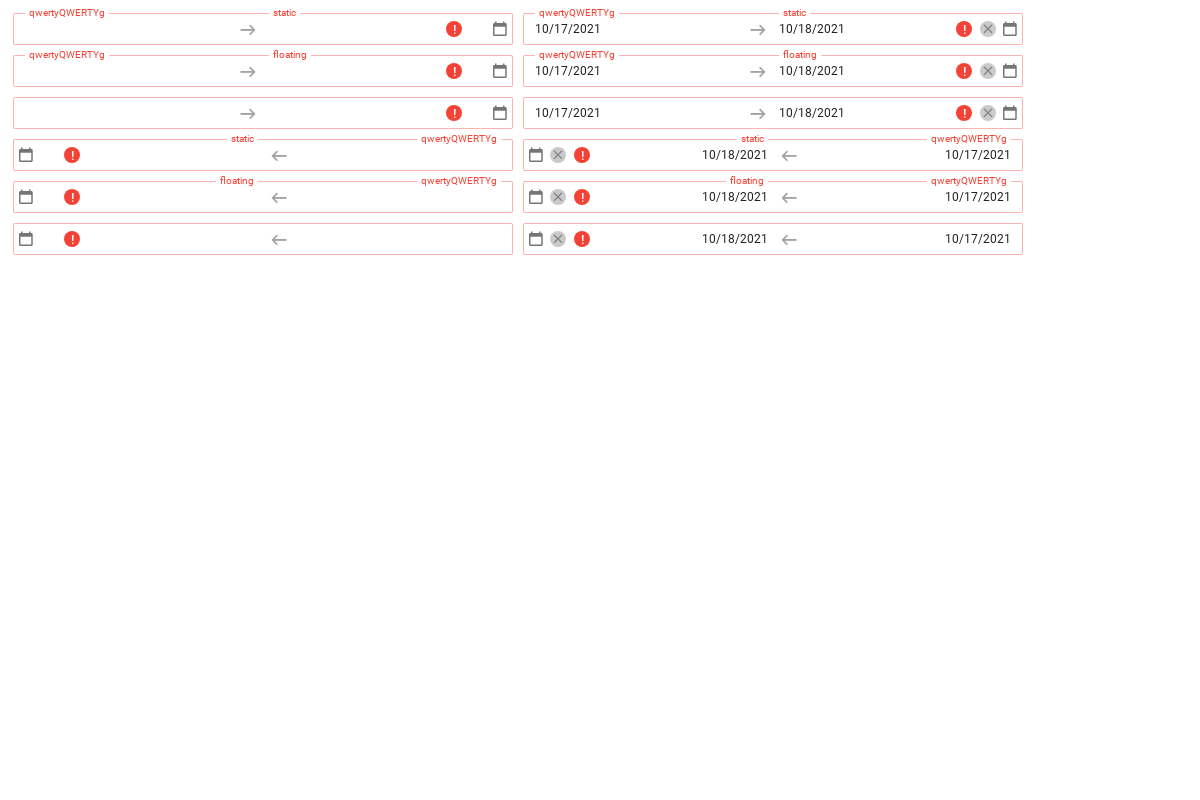 qwertyQWERTYg static qwertyQWERTYg static
10/17/2021 10/18/2021
qwertyQWERTYg floating qwertyQWERTYg floating
10/17/2021 10/18/2021
10/17/2021 10/18/2021
static qwertyQWERTYg static qwertyQWERTYg
10/18/2021 10/17/2021
floating qwertyQWERTYg floating qwertyQWERTYg
10/18/2021 10/17/2021
10/18/2021 10/17/2021